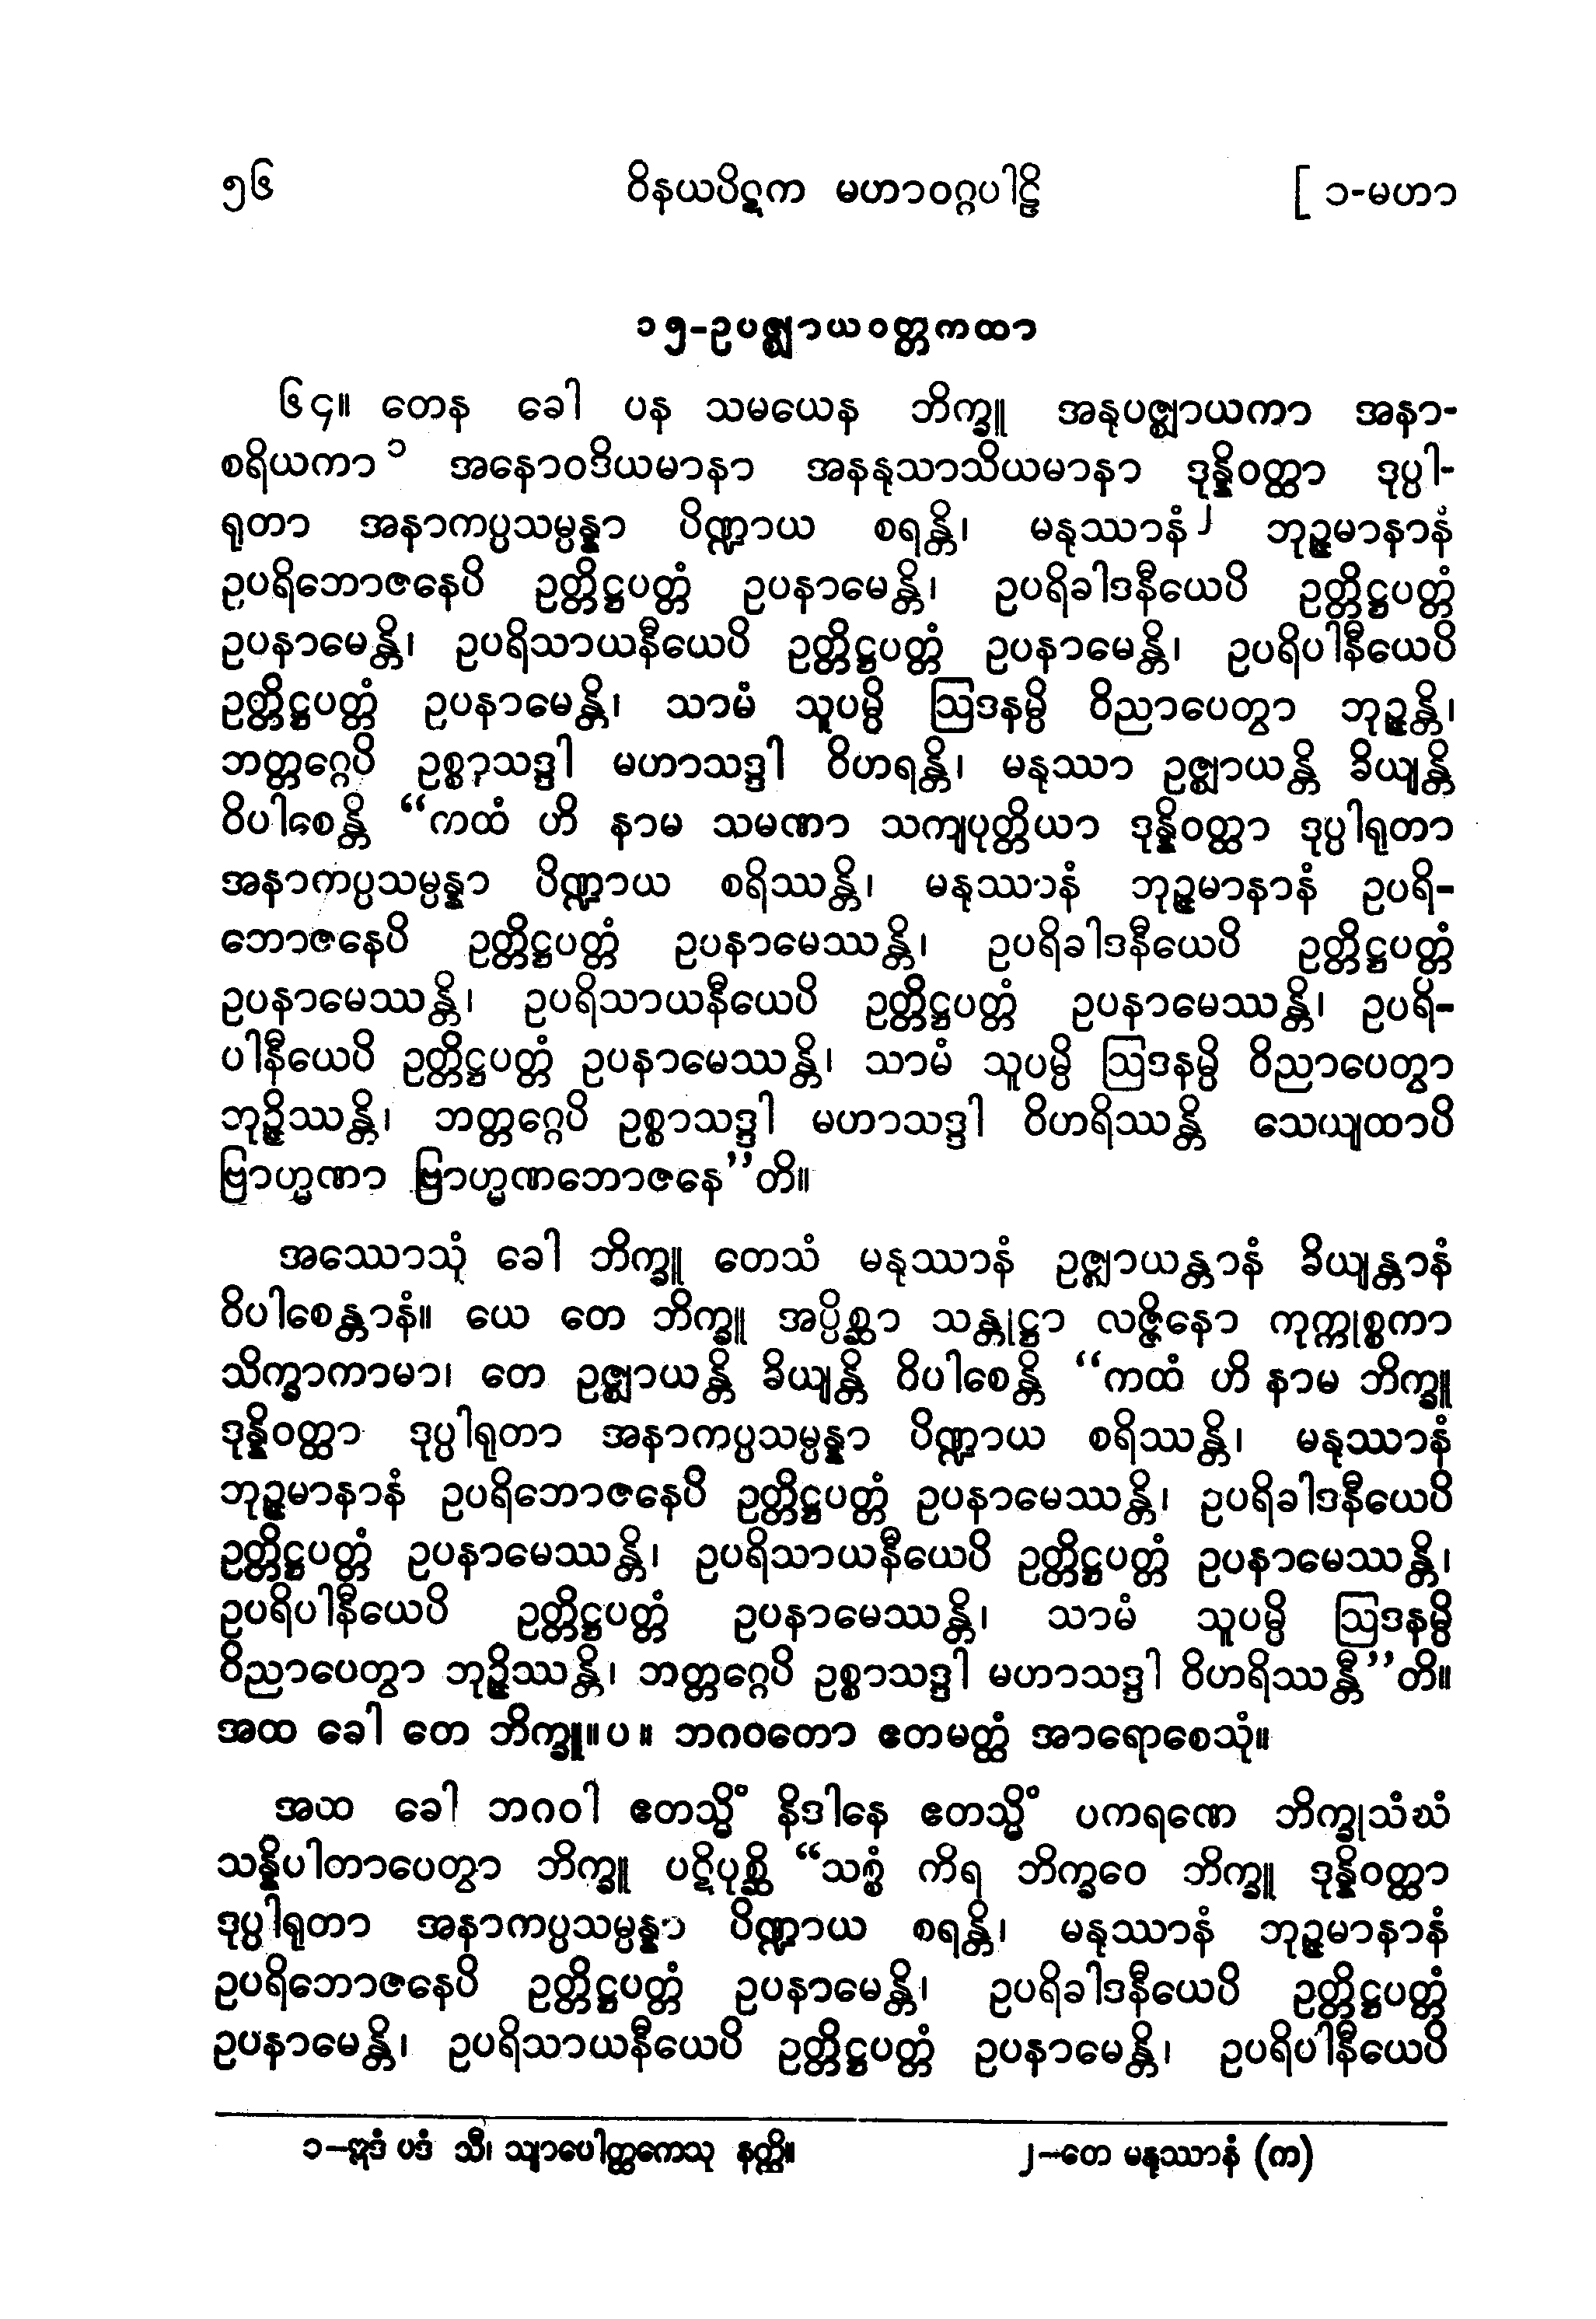 ၅၆ ဝိနယပိဋက မဟာဝဂ္ဂပါဠိ [ ၁-မဟာ
၁၅-ဥပဇ္ဈာယဝတ္တကထာ
၆၄။ တေန ခေါ ပန သမယေန ဘိက္ခူ အနုပဇ္ဈာယကာ အနာ-
စရိယကာ ၁ အနောဝဒိယမာနာ အနနုသာသိယမာနာ ဒုန္နိဝတ္ထာ ဒုပ္ပါ-
ရုတာ အနာကပ္ပသမ္ပန္နာ ပိဏ္ဍာယ စရန္တိ၊ မနုဿာနံ ၂ ဘုဉ္ဇမာနာနံ
ဥပရိဘောဇနေပိ ဥတ္တိဋ္ဌပတ္တံ ဥပနာမေန္တိ၊ ဥပရိခါဒနီယေပိ ဥတ္တိဋ္ဌပတ္တံ
ဥပနာမေန္တိ၊ ဥပရိသာယနီယေပိ ဥတ္တိဋ္ဌပတ္တံ ဥပနာမေန္တိ၊ ဥပရိပါနီယေပိ
ဥတ္တိဋ္ဌပတ္တံ ဥပနာမေန္တိ၊ သာမံ သူပမ္ပိ ဩဒနမ္ပိ ဝိညာပေတွာ ဘုဉ္ဇန္တိ၊
ဘတ္တဂ္ဂေပိ ဥစ္စာသဒ္ဒါ မဟာသဒ္ဒါ ဝိဟရန္တိ၊ မနုဿာ ဥဇ္ဈာယန္တိ ခိယျန္တိ
ဝိပါစေန္တိ “ကထံ ဟိ နာမ သမဏာ သကျပုတ္တိယာ ဒုန္နိဝတ္ထာ ဒုပ္ပါရုတာ
အနာကပ္ပသမ္ပန္နာ ပိဏ္ဍာယ စရိဿန္တိ၊ မနုဿာနံ ဘုဉ္ဇမာနာနံ ဥပရိ-
ဘောဇနေပိ ဥတ္တိဋ္ဌပတ္တံ ဥပနာမေဿန္တိ၊ ဥပရိခါဒနီယေပိ ဥတ္တိဋ္ဌပတ္တံ
ဥပနာမေဿန္တိ၊ ဥပရိသာယနီယေပိ ဥတ္တိဋ္ဌပတ္တံ ဥပနာမေဿန္တိ၊ ဥပရိ-
ပါနီယေပိ ဥတ္တိဋ္ဌပတ္တံ ဥပနာမေဿန္တိ၊ သာမံ သူပမ္ပိ ဩဒနမ္ပိ ဝိညာပေတွာ
ဘုဉ္ဇိဿန္တိ၊ ဘတ္တဂ္ဂေပိ ဥစ္စာသဒ္ဒါ မဟာသဒ္ဒါ ဝိဟရိဿန္တိ သေယျထာပိ
ဗြာဟ္မဏာ ဗြာဟ္မဏဘောဇနေ”တိ။
အဿောသုံ ခေါ ဘိက္ခူ တေသံ မနုဿာနံ ဥဇ္ဈာယန္တာနံ ခိယျန္တာနံ
ဝိပါစေန္တာနံ။ ယေ တေ ဘိက္ခူ အပ္ပိစ္ဆာ သန္တုဋ္ဌာ လဇ္ဇိနော ကုက္ကုစ္စကာ
သိက္ခာကာမာ၊ တေ ဥဇ္ဈာယန္တိ ခိယျန္တိ ဝိပါစေန္တိ “ကထံ ဟိ နာမ ဘိက္ခူ
ဒုန္နိဝတ္ထာ ဒုပ္ပါရုတာ အနာကပ္ပသမ္ပန္နာ ပိဏ္ဍာယ စရိဿန္တိ၊ မနုဿာနံ
ဘုဉ္ဇမာနာနံ ဥပရိဘောဇနေပိ ဥတ္တိဋ္ဌပတ္တံ ဥပနာမေဿန္တိ၊ ဥပရိခါဒနီယေပိ
ဥတ္တိဋ္ဌပတ္တံ ဥပနာမေဿန္တိ၊ ဥပရိသာယနီယေပိ ဥတ္တိဋ္ဌပတ္တံ ဥပနာမေဿန္တိ၊
ဥပရိပါနီယေပိ ဥတ္တိဋ္ဌပတ္တံ ဥပနာမေဿန္တိ၊ သာမံ သူပမ္ပိ ဩဒနမ္ပိ
ဝိညာပေတွာ ဘုဉ္ဇိဿန္တိ၊ ဘတ္တဂ္ဂေပိ ဥစ္စာသဒ္ဒါ မဟာသဒ္ဒါ ဝိဟရိဿန္တီ”တိ။
အထ ခေါ တေ ဘိက္ခူ။ပ။ ဘဂဝတော ဧတမတ္ထံ အာရောစေသုံ။
အထ ခေါ ဘဂဝါ ဧတသ္မိံ နိဒါနေ ဧတသ္မိံ ပကရဏေ ဘိက္ခုသံဃံ
သန္နိပါတာပေတွာ ဘိက္ခူ ပဋိပုစ္ဆိ “သစ္စံ ကိရ ဘိက္ခဝေ ဘိက္ခူ ဒုန္နိဝတ္ထာ
ဒုပ္ပါရုတာ အနာကပ္ပသမ္ပန္နာ ပိဏ္ဍာယ စရန္တိ၊ မနုဿာနံ ဘုဉ္ဇမာနာနံ
ဥပရိဘောဇနေပိ ဥတ္တိဋ္ဌပတ္တံ ဥပနာမေန္တိ၊ ဥပရိခါဒနီယေပိ ဥတ္တိဋ္ဌပတ္တံ
ဥပနာမေန္တိ၊ ဥပရိသာယနီယေပိ ဥတ္တိဋ္ဌပတ္တံ ဥပနာမေန္တိ၊ ဥပရိပါနီယေပိ
၁-ဣဒံ ပဒံ သီ၊ သျာပေါတ္ထကေသု နတ္ထိ။ ၂-တေ မနုဿာနံ (က)